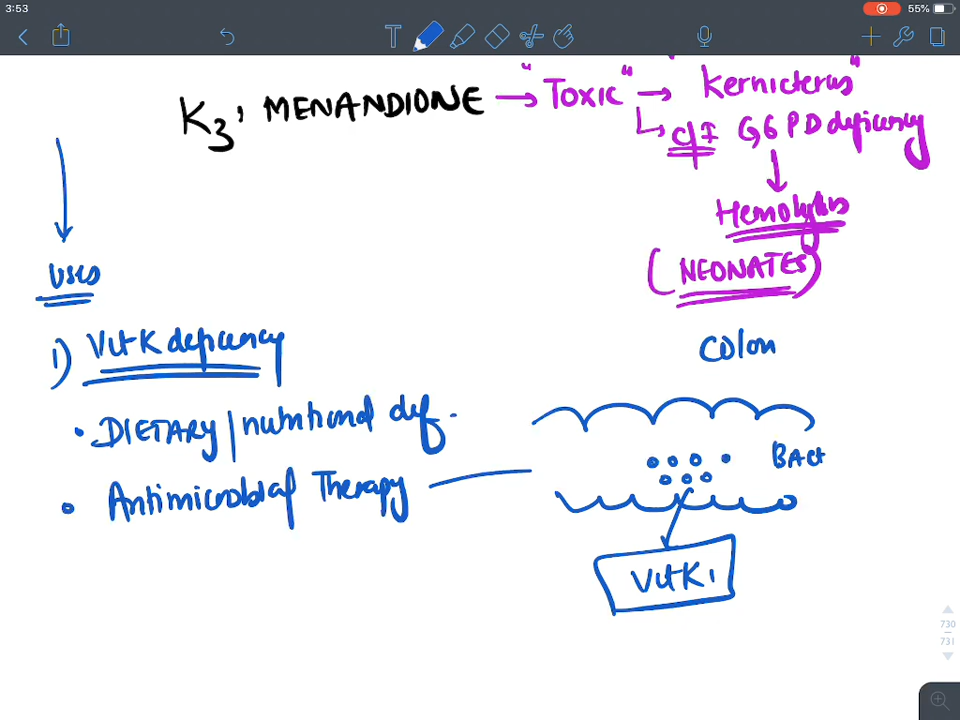 3:53
55%
T
K3: MENANDIONE → "Toxic" → "Kernicterus"
C/I G6PD deficiency
Hemolysis
(NEONATES)
USES
1) Vit K deficiency
• DIETARY/nutritional def.
• Antimicrobial Therapy
Colon
BAct
Vit K1
730
731